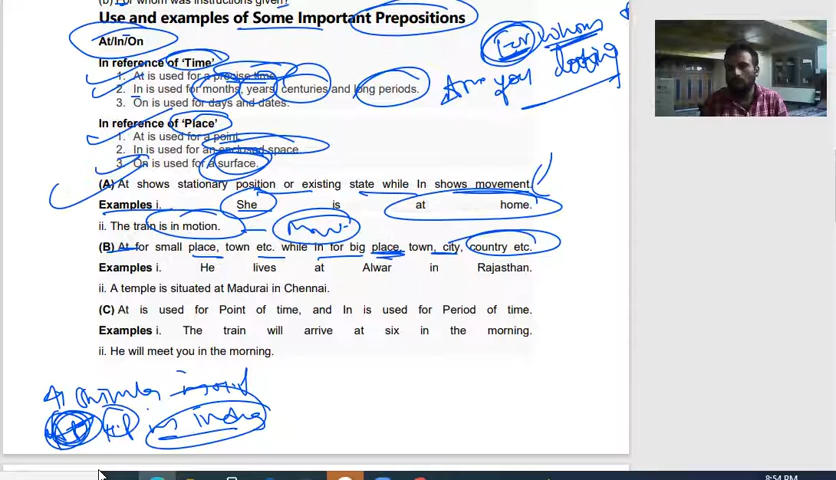 (b) For whom was instructions given?
Use and examples of Some Important Prepositions
At/In/On
In reference of 'Time'
1. At is used for a precise time.
2. In is used for months, years, centuries and long periods.
3. On is used for days and dates.
In reference of 'Place'
1. At is used for a point.
2. In is used for an enclosed space.
3. On is used for a surface.
(A) At shows stationary position or existing state while In shows movement.
Examples i. She is at home.
ii. The train is in motion.
(B) At for small place, town etc. while In for big place, town, city, country etc.
Examples i. He lives at Alwar in Rajasthan.
ii. A temple is situated at Madurai in Chennai.
(C) At is used for Point of time, and In is used for Period of time.
Examples i. The train will arrive at six in the morning.
ii. He will meet you in the morning.
For whom
Are you
in India
8:54 PM